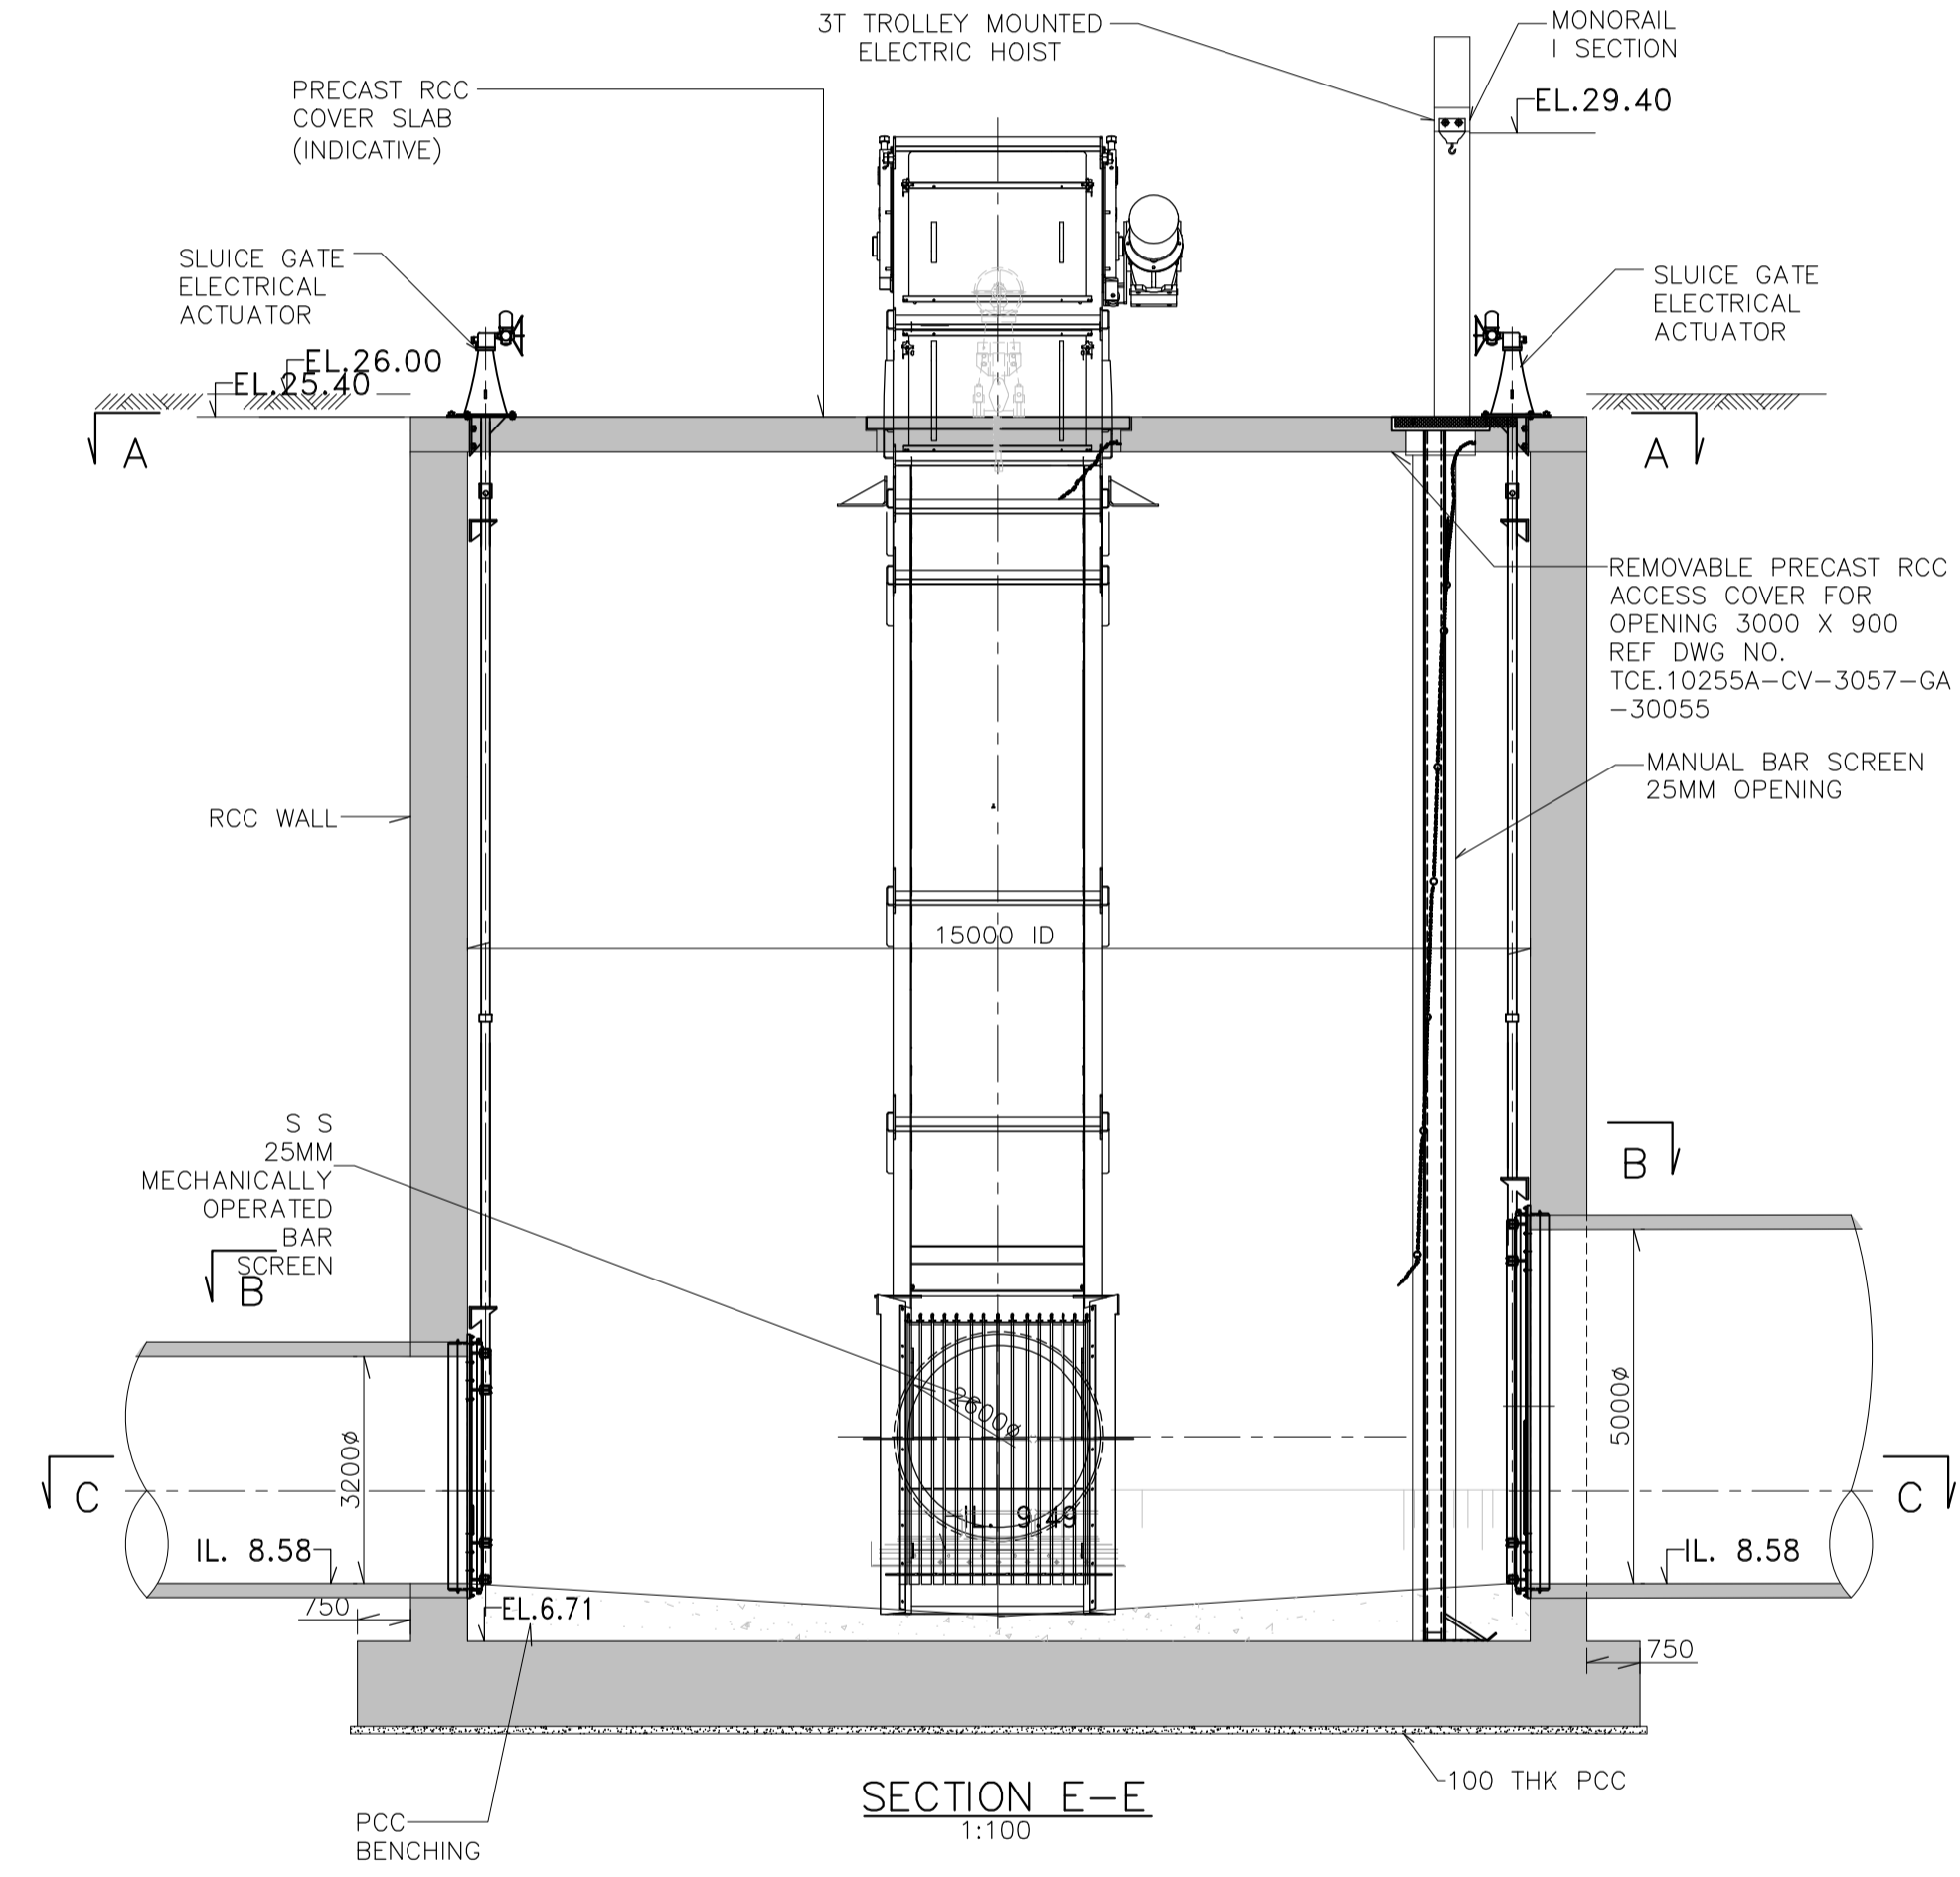 3T TROLLEY MOUNTED
ELECTRIC HOIST
MONORAIL
I SECTION
EL.29.40
PRECAST RCC
COVER SLAB
(INDICATIVE)
SLUICE GATE
ELECTRICAL
ACTUATOR
SLUICE GATE
ELECTRICAL
ACTUATOR
EL.26.00
EL.25.40
A
A
REMOVABLE PRECAST RCC
ACCESS COVER FOR
OPENING 3000 X 900
REF DWG NO.
TCE.10255A-CV-3057-GA
-30055
MANUAL BAR SCREEN
25MM OPENING
RCC WALL
15000 ID
S S
25MM
MECHANICALLY
OPERATED
BAR
SCREEN
B
B
2600ø
3200ø
5000ø
C
C
IL. 9.49
IL. 8.58
IL. 8.58
750
EL.6.71
750
100 THK PCC
PCC
BENCHING
SECTION E-E
1:100